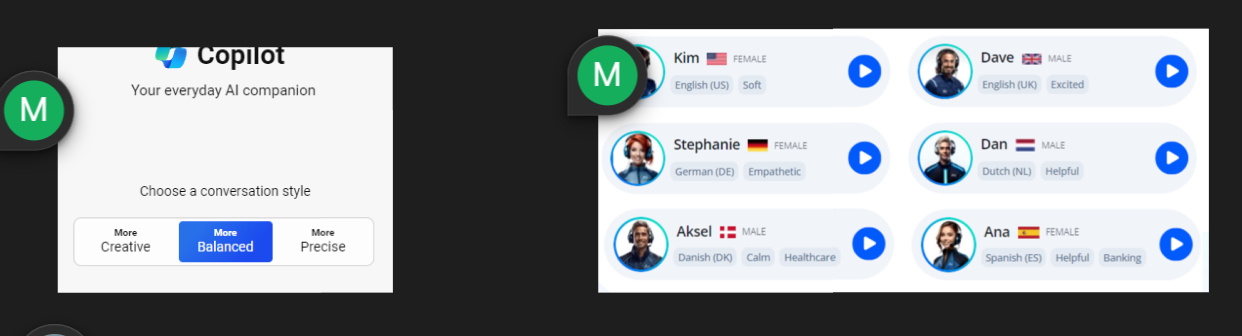 M
Copilot
Your everyday AI companion
Choose a conversation style
More
Creative
More
Balanced
More
Precise
M
Kim FEMALE
English (US) Soft
Dave MALE
English (UK) Excited
Stephanie FEMALE
German (DE) Empathetic
Dan MALE
Dutch (NL) Helpful
Aksel MALE
Danish (DK) Calm Healthcare
Ana FEMALE
Spanish (ES) Helpful Banking